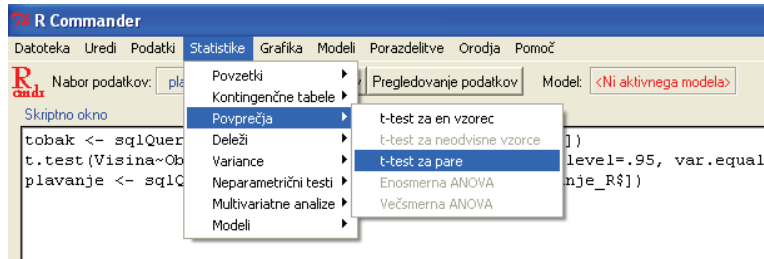 R Commander
Datoteka Uredi Podatki Statistike Grafika Modeli Porazdelitve Orodja Pomoč
R cmdr Nabor podatkov: pla Pregledovanje podatkov Model: <Ni aktivnega modela>
Skriptno okno
Povzetki
Kontingenčne tabele
Povprečja
Deleži
Variance
Neparametrični testi
Multivariatne analize
Modeli
t-test za en vzorec
t-test za neodvisne vzorce
t-test za pare
Enosmerna ANOVA
Večsmerna ANOVA
tobak <- sqlQuer ])
t.test(Visina~Ob level=.95, var.equal
plavanje <- sqlQ nje_R$])